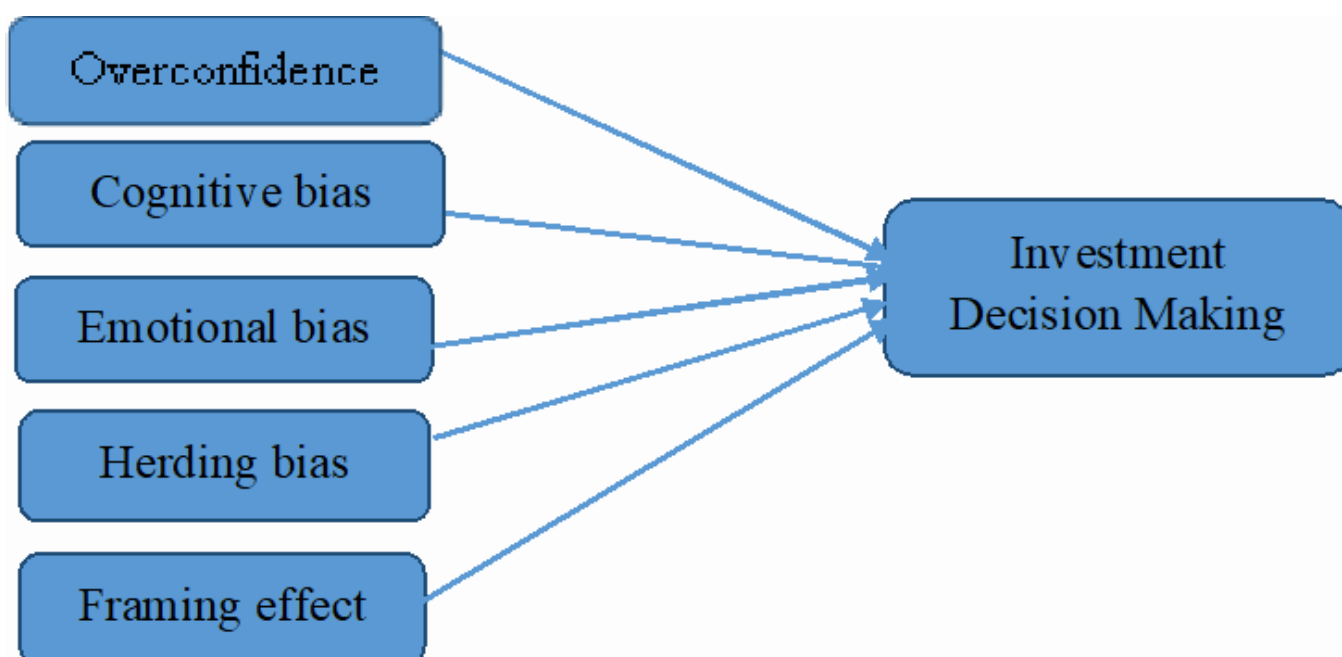 Overconfidence
Cognitive bias
Emotional bias
Herding bias
Framing effect
Investment
Decision Making